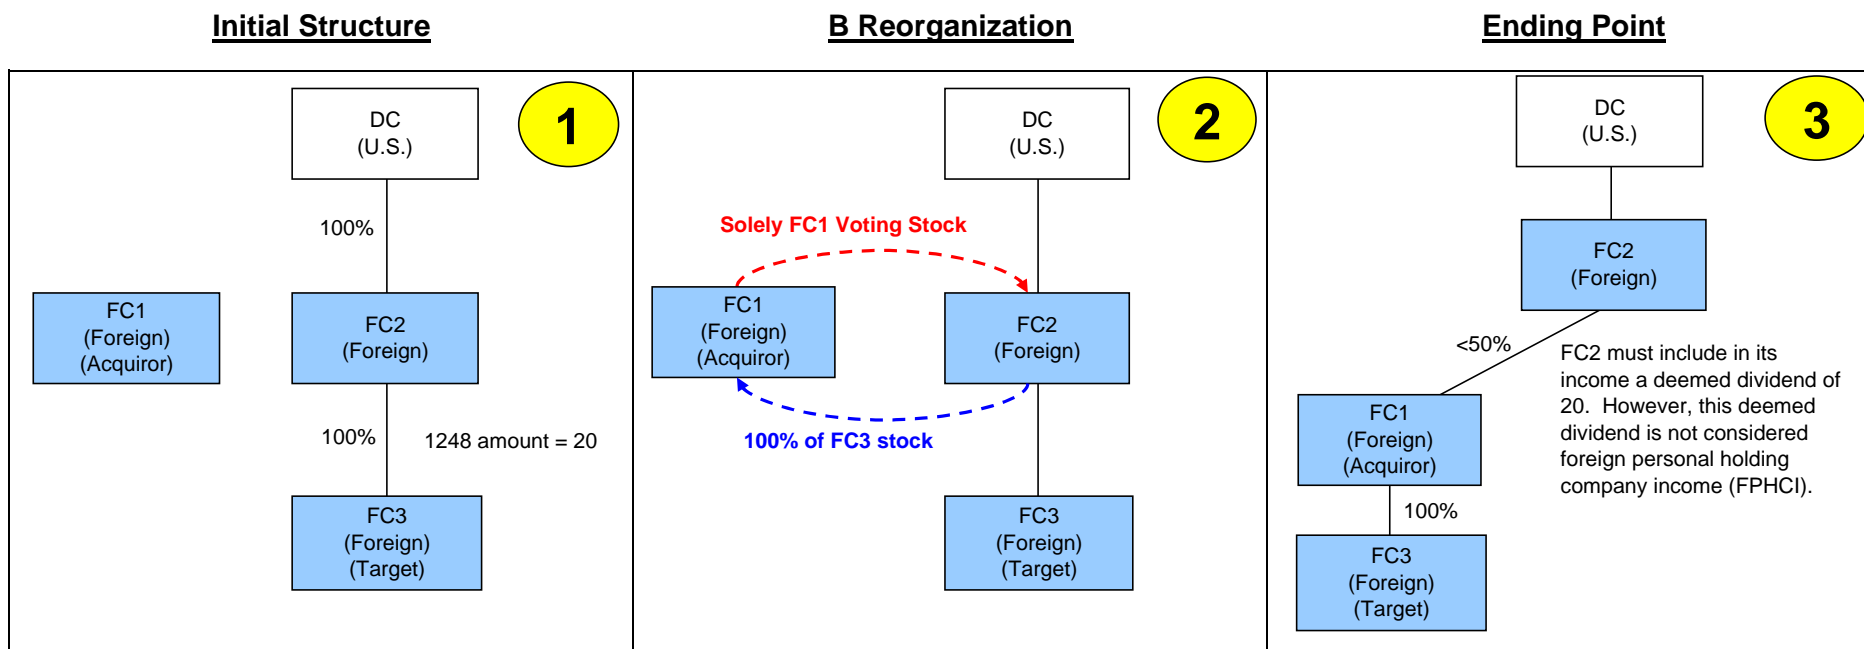 Initial Structure
B Reorganization
Ending Point
1
DC
(U.S.)
100%
FC1
(Foreign)
(Acquiror)
FC2
(Foreign)
100%
1248 amount = 20
FC3
(Foreign)
(Target)
2
DC
(U.S.)
Solely FC1 Voting Stock
FC1
(Foreign)
(Acquiror)
FC2
(Foreign)
100% of FC3 stock
FC3
(Foreign)
(Target)
3
DC
(U.S.)
FC2
(Foreign)
<50%
FC2 must include in its
income a deemed dividend of
20.  However, this deemed
dividend is not considered
foreign personal holding
company income (FPHCI).
FC1
(Foreign)
(Acquiror)
100%
FC3
(Foreign)
(Target)